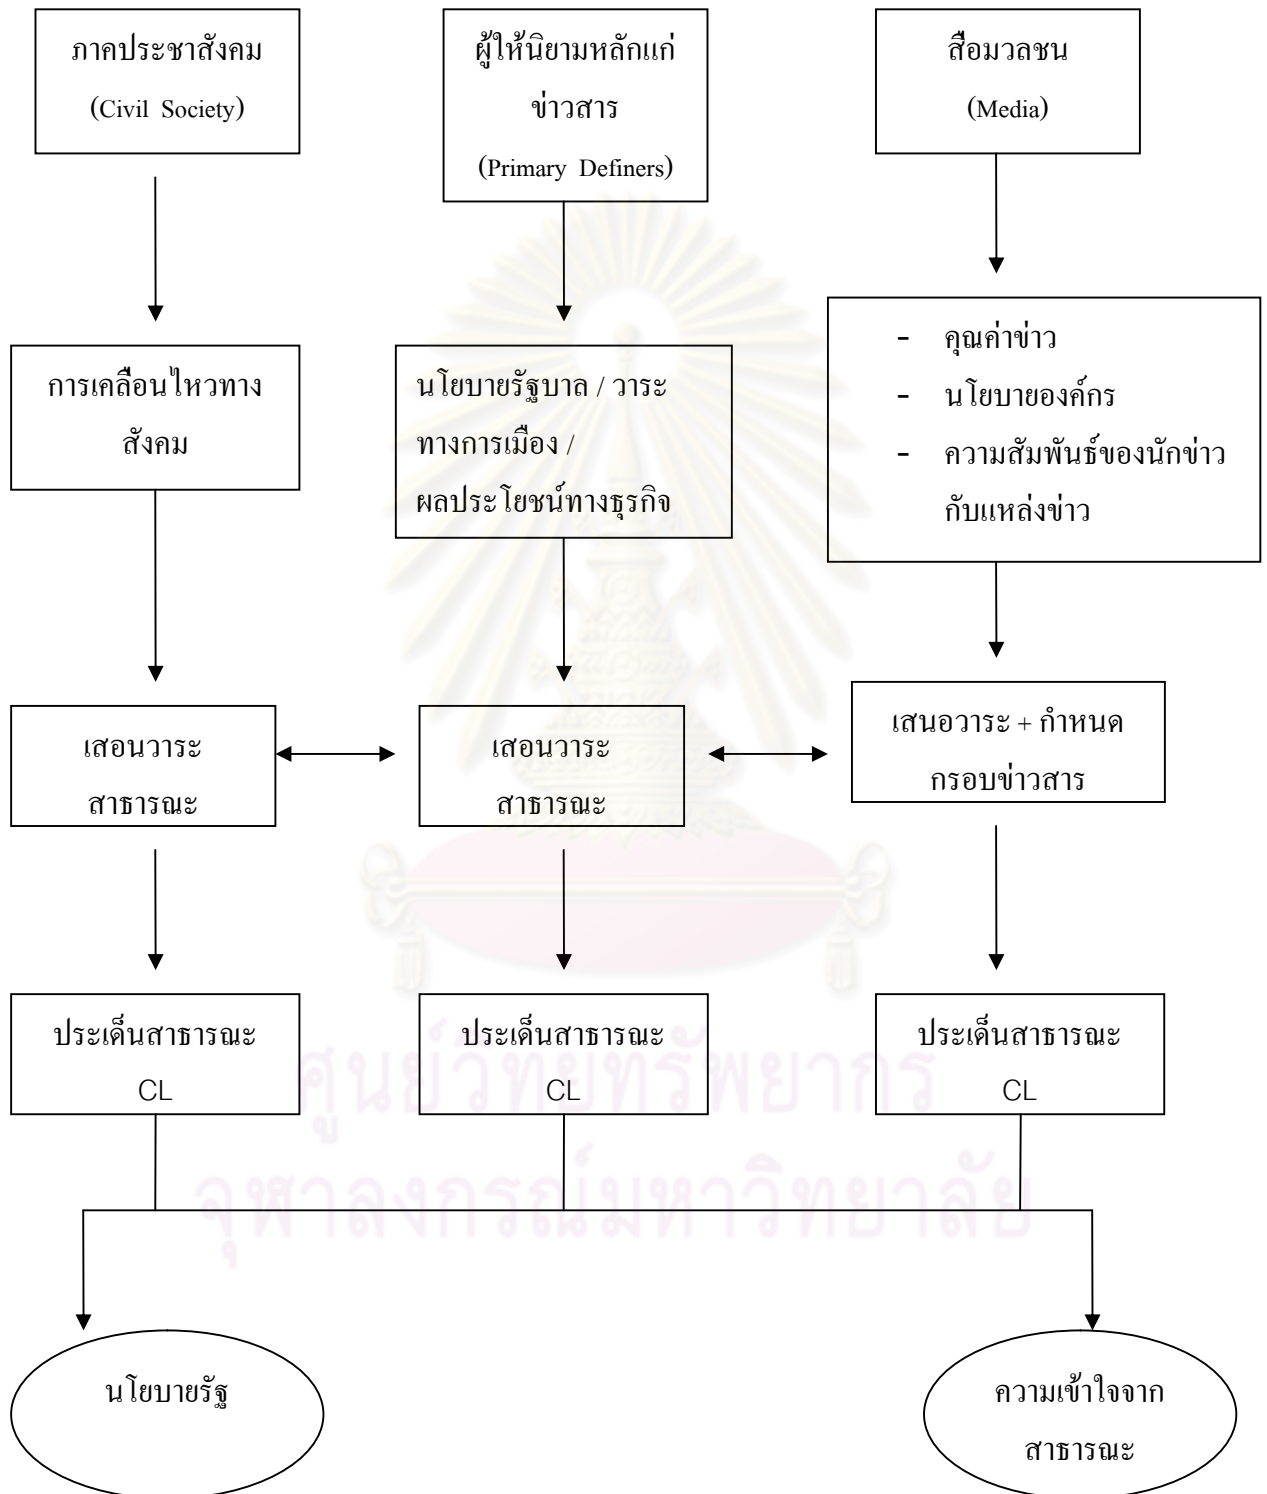 ภาคประชาสังคม
(Civil Society)
ผู้ให้นิยามหลักแก่
ข่าวสาร
(Primary Definers)
สื่อมวลชน
(Media)
การเคลื่อนไหวทาง
สังคม
นโยบายรัฐบาล / วาระ
ทางการเมือง /
ผลประโยชน์ทางธุรกิจ
- คุณค่าข่าว
- นโยบายองค์กร
- ความสัมพันธ์ของนักข่าว
กับแหล่งข่าว
เสอนวาระ
สาธารณะ
เสอนวาระ
สาธารณะ
เสนอวาระ + กำหนด
กรอบข่าวสาร
ประเด็นสาธารณะ
CL
ประเด็นสาธารณะ
CL
ประเด็นสาธารณะ
CL
ศูนย์วิทยทรัพยากร
จุฬาลงกรณ์มหาวิทยาลัย
นโยบายรัฐ
ความเข้าใจจาก
สาธารณะ